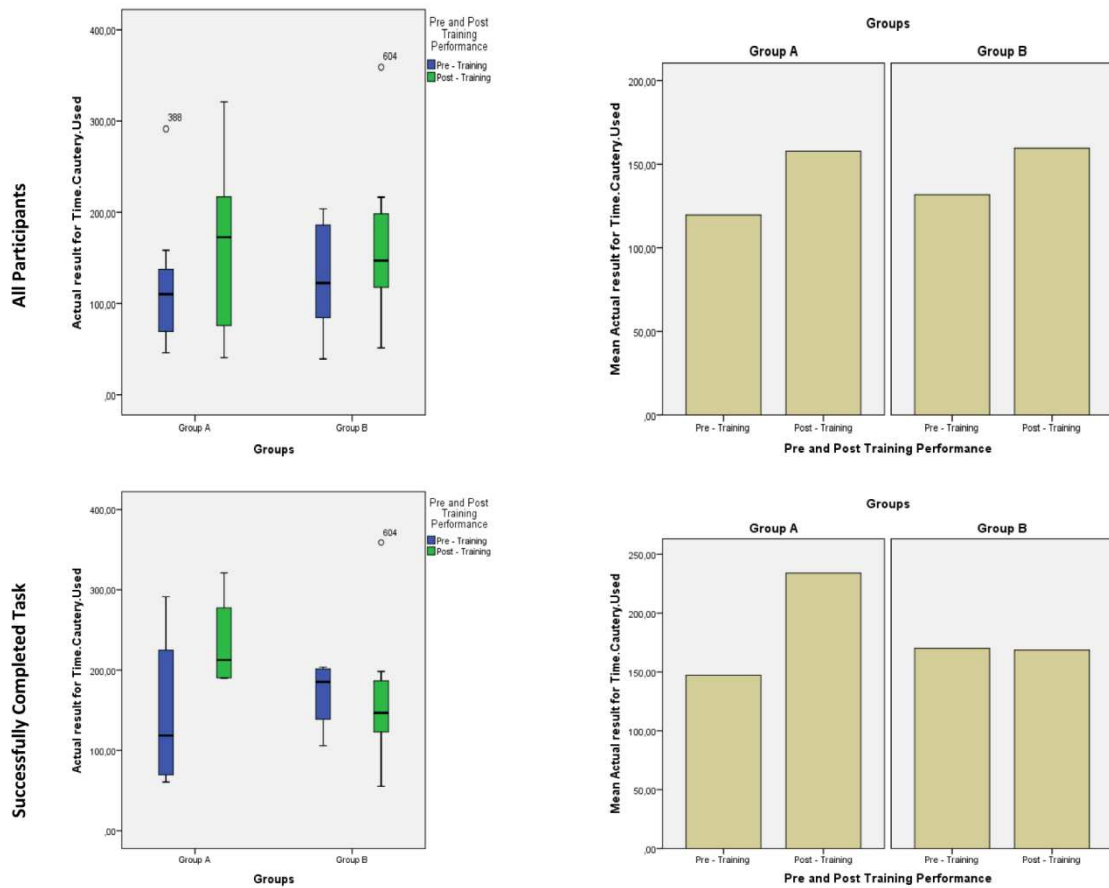 All Participants
Actual result for Time.Cautery.Used
400,00
300,00
200,00
100,00
,00
388
604
Group A
Group B
Groups
Pre and Post
Training
Performance
Pre - Training
Post - Training
Groups
Group A
Group B
Mean Actual result for Time.Cautery.Used
200,00
150,00
100,00
50,00
,00
Pre - Training
Post - Training
Pre - Training
Post - Training
Pre and Post Training Performance
Successfully Completed Task
Actual result for Time.Cautery.Used
400,00
300,00
200,00
100,00
,00
604
Group A
Group B
Groups
Pre and Post
Training
Performance
Pre - Training
Post - Training
Groups
Group A
Group B
Mean Actual result for Time.Cautery.Used
250,00
200,00
150,00
100,00
50,00
,00
Pre - Training
Post - Training
Pre - Training
Post - Training
Pre and Post Training Performance